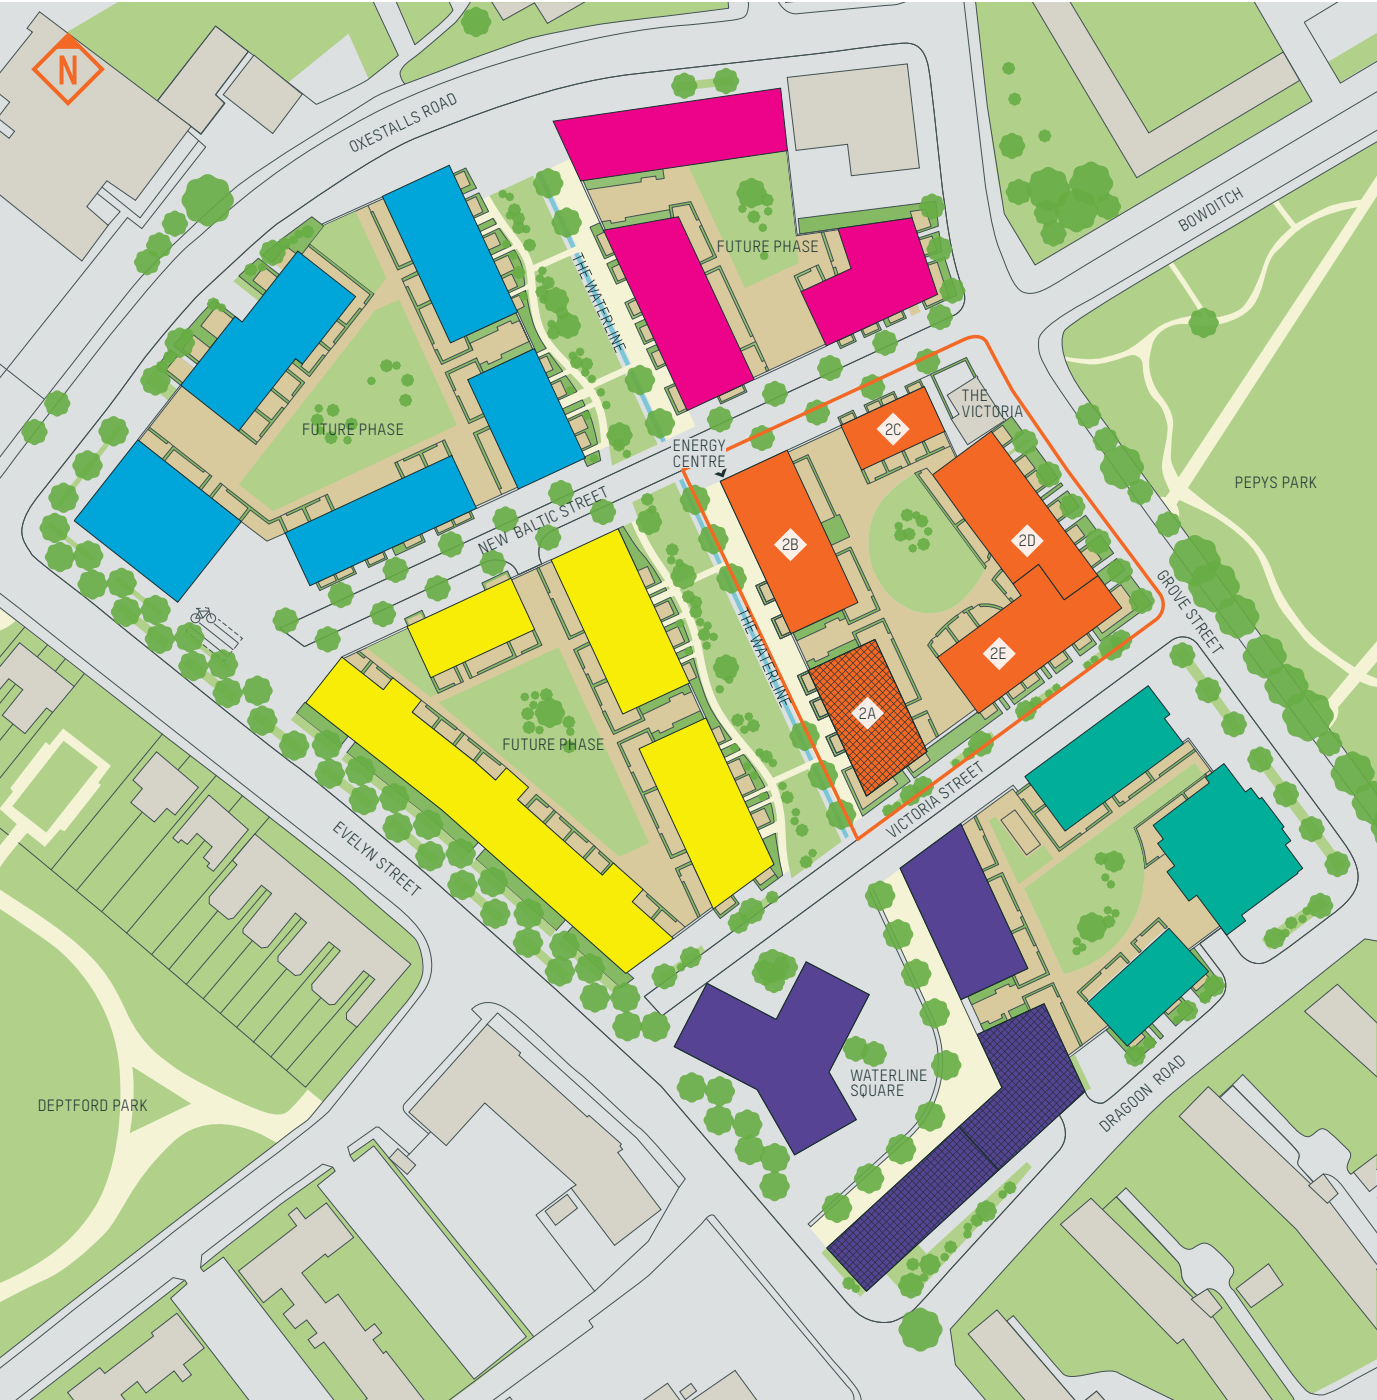 N
OXESTALLS ROAD
BOWDITCH
THE WATERLINE
FUTURE PHASE
THE
VICTORIA
FUTURE PHASE
2C
ENERGY
CENTRE
PEPYS PARK
NEW BALTIC STREET
2B
2D
GROVE STREET
THE WATERLINE
2E
2A
FUTURE PHASE
VICTORIA STREET
EVELYN STREET
WATERLINE
SQUARE
DEPTFORD PARK
DRAGOON ROAD